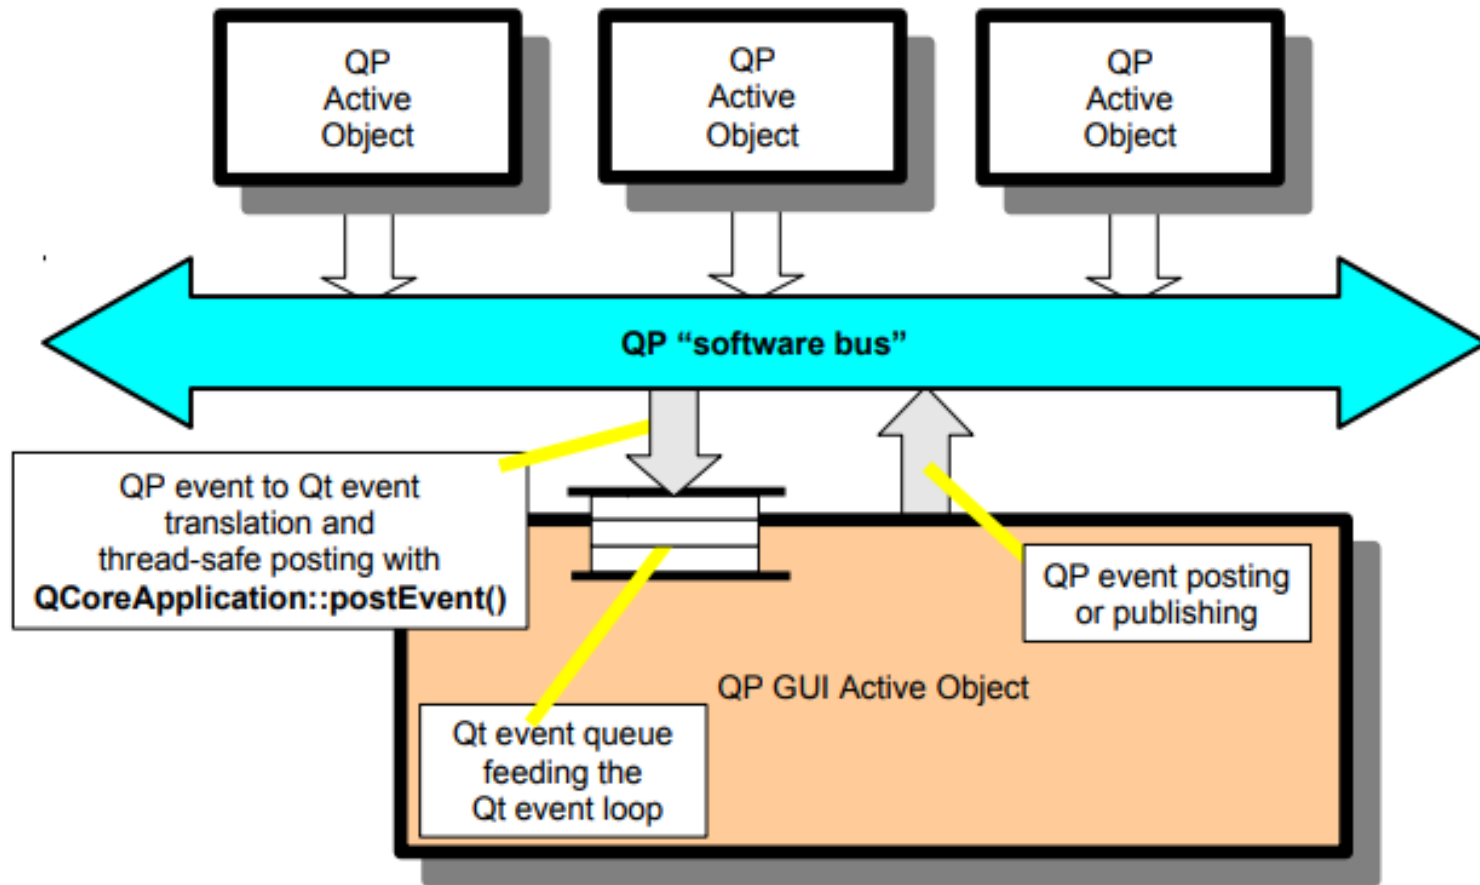 QP
Active
Object
QP
Active
Object
QP
Active
Object
QP “software bus”
QP event to Qt event
translation and
thread-safe posting with
QCoreApplication::postEvent()
QP event posting
or publishing
QP GUI Active Object
Qt event queue
feeding the
Qt event loop